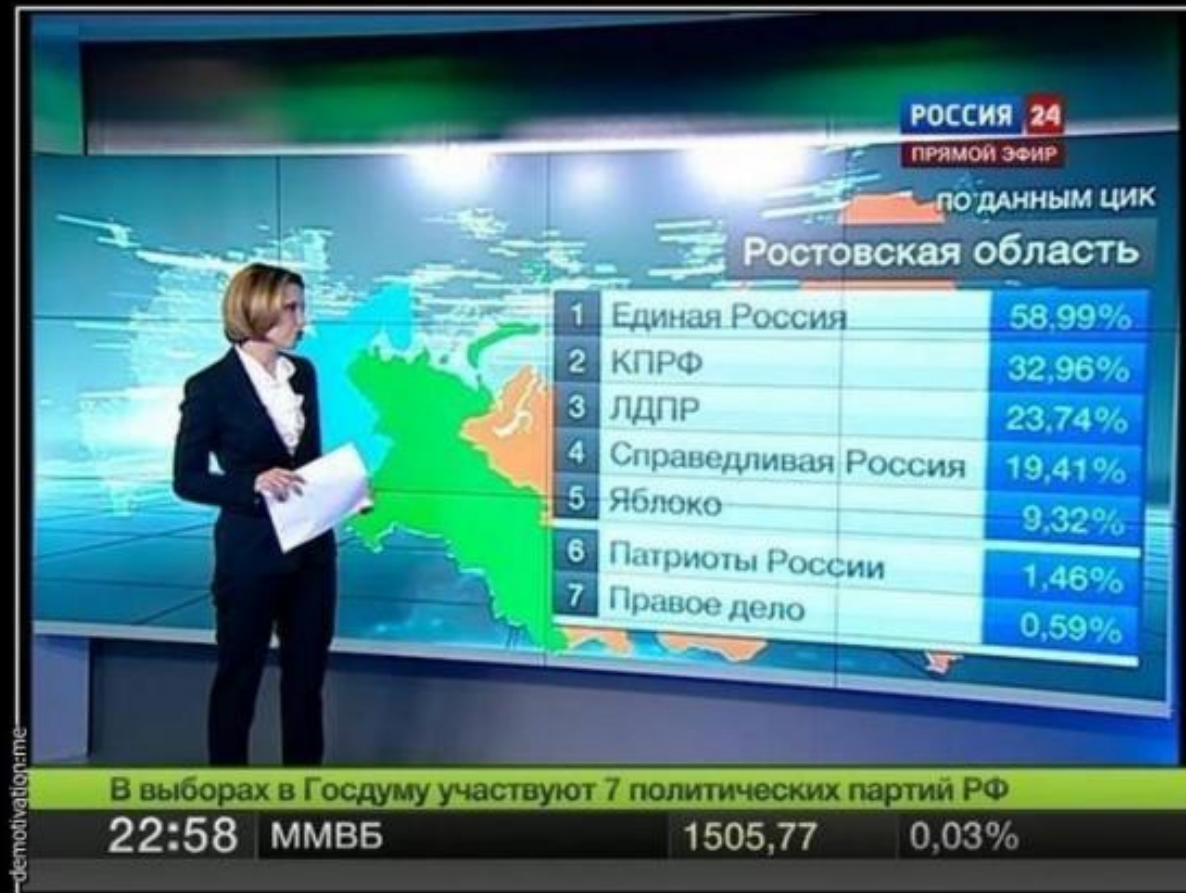 РОССИЯ 24
ПРЯМОЙ ЭФИР
ПО ДАННЫМ ЦИК
Ростовская область
1 Единая Россия 58,99%
2 КПРФ 32,96%
3 ЛДПР 23,74%
4 Справедливая Россия 19,41%
5 Яблоко 9,32%
6 Патриоты России 1,46%
7 Правое дело 0,59%
В выборах в Госдуму участвуют 7 политических партий РФ
22:58 ММВБ 1505,77 0,03%
demotivation.me